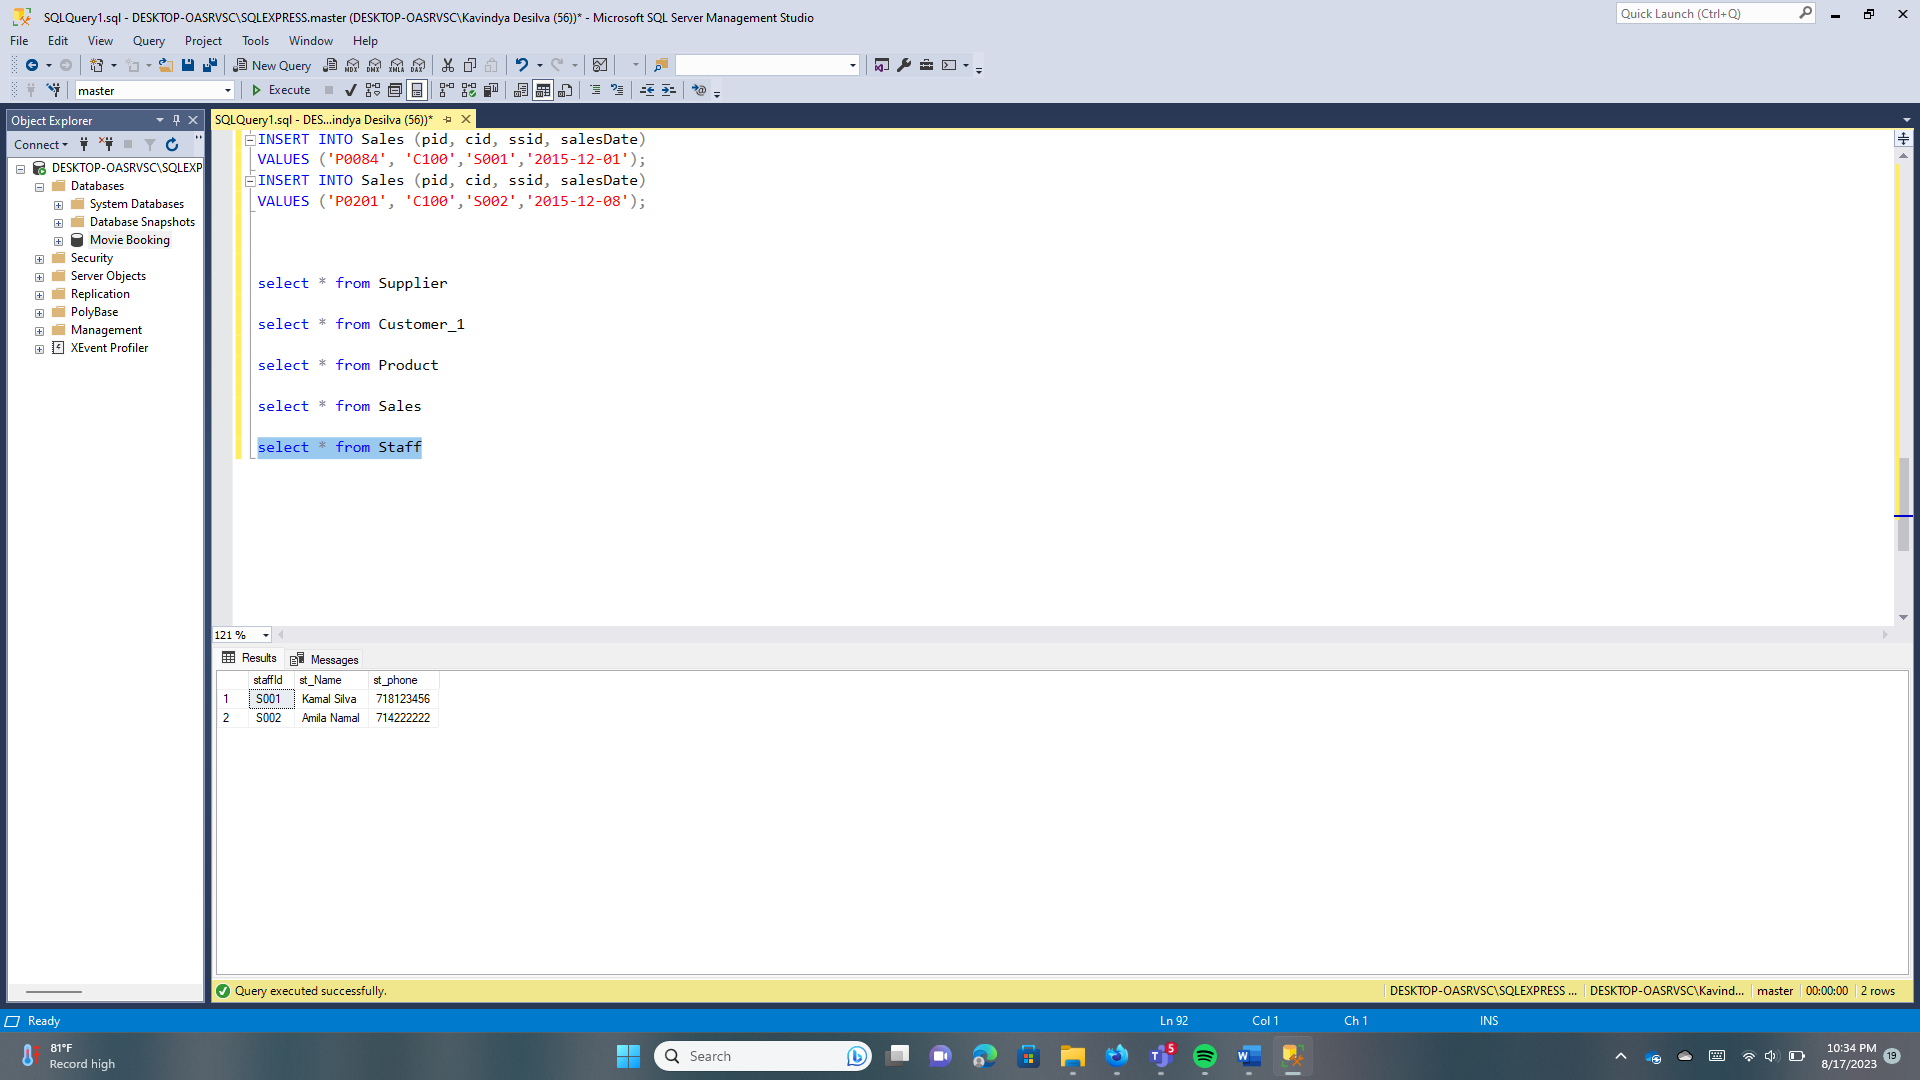 SQLQuery1.sql - DESKTOP-OASRVSC\SQLEXPRESS.master (DESKTOP-OASRVSC\Kavindya Desilva (56))* - Microsoft SQL Server Management Studio
Quick Launch (Ctrl+Q)
File Edit View Query Project Tools Window Help
New Query
MDX DMX XMLA DAX
master
Execute
Object Explorer
SQLQuery1.sql - DES...indya Desilva (56))*
Connect
DESKTOP-OASRVSC\SQLEXP
Databases
System Databases
Database Snapshots
Movie Booking
Security
Server Objects
Replication
PolyBase
Management
XEvent Profiler
INSERT INTO Sales (pid, cid, ssid, salesDate)
VALUES ('P0084', 'C100','S001','2015-12-01');
INSERT INTO Sales (pid, cid, ssid, salesDate)
VALUES ('P0201', 'C100','S002','2015-12-08');
select * from Supplier
select * from Customer_1
select * from Product
select * from Sales
select * from Staff
121 %
Results Messages
staffId st_Name st_phone
1 S001 Kamal Silva 718123456
2 S002 Amila Namal 714222222
Query executed successfully.
DESKTOP-OASRVSC\SQLEXPRESS ... DESKTOP-OASRVSC\Kavind... master 00:00:00 2 rows
Ready
Ln 92 Col 1 Ch 1 INS
81°F
Record high
Search
5
10:34 PM
8/17/2023
19